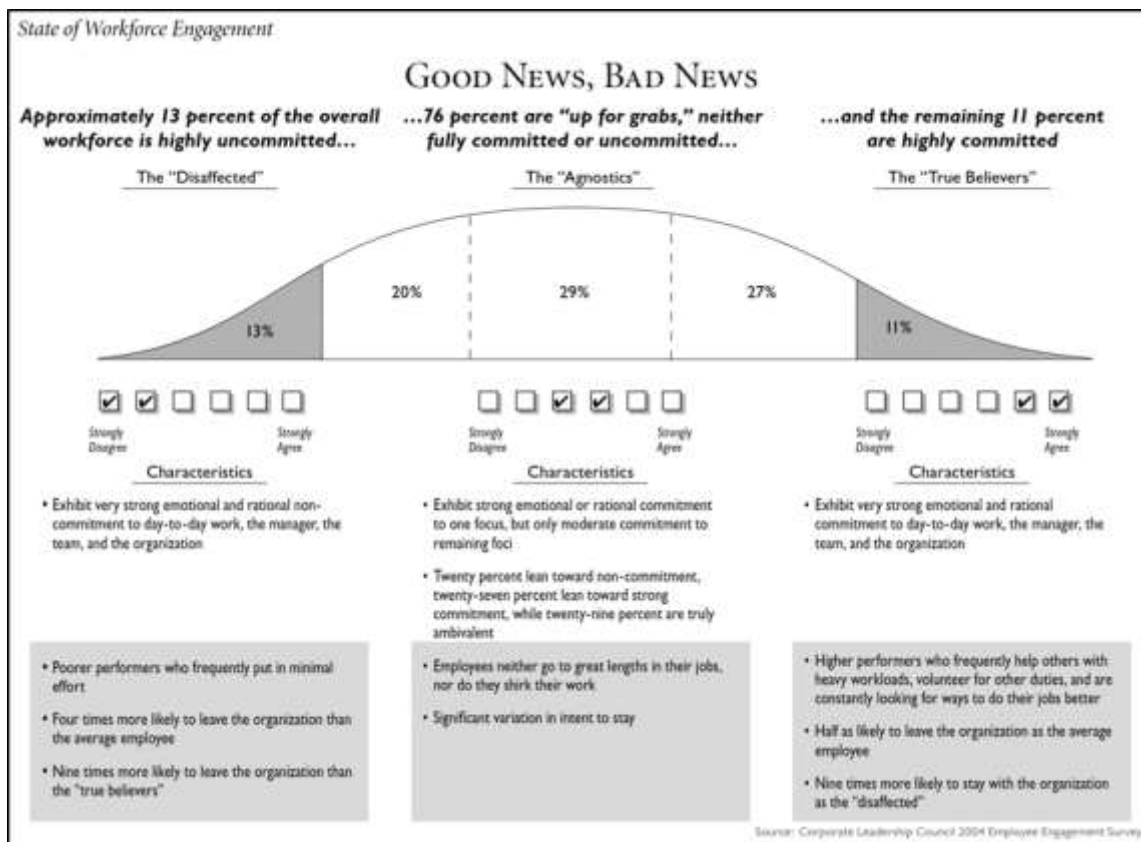 State of Workforce Engagement
GOOD NEWS, BAD NEWS
Approximately 13 percent of the overall
workforce is highly uncommitted…
…76 percent are “up for grabs,” neither
fully committed or uncommitted…
…and the remaining 11 percent
are highly committed
The “Disaffected”
The “Agnostics”
The “True Believers”
13%
20%
29%
27%
11%
Strongly
Disagree
Strongly
Agree
Strongly
Disagree
Strongly
Agree
Strongly
Disagree
Strongly
Agree
Characteristics
• Exhibit very strong emotional and rational non-
commitment to day-to-day work, the manager, the
team, and the organization
• Poorer performers who frequently put in minimal
effort
• Four times more likely to leave the organization than
the average employee
• Nine times more likely to leave the organization than
the “true believers”
Characteristics
• Exhibit strong emotional or rational commitment
to one focus, but only moderate commitment to
remaining foci
• Twenty percent lean toward non-commitment,
twenty-seven percent lean toward strong
commitment, while twenty-nine percent are truly
ambivalent
• Employees neither go to great lengths in their jobs,
nor do they shirk their work
• Significant variation in intent to stay
Characteristics
• Exhibit very strong emotional and rational
commitment to day-to-day work, the manager, the
team, and the organization
• Higher performers who frequently help others with
heavy workloads, volunteer for other duties, and are
constantly looking for ways to do their jobs better
• Half as likely to leave the organization as the average
employee
• Nine times more likely to stay with the organization
as the “disaffected”
Source: Corporate Leadership Council 2004 Employee Engagement Survey